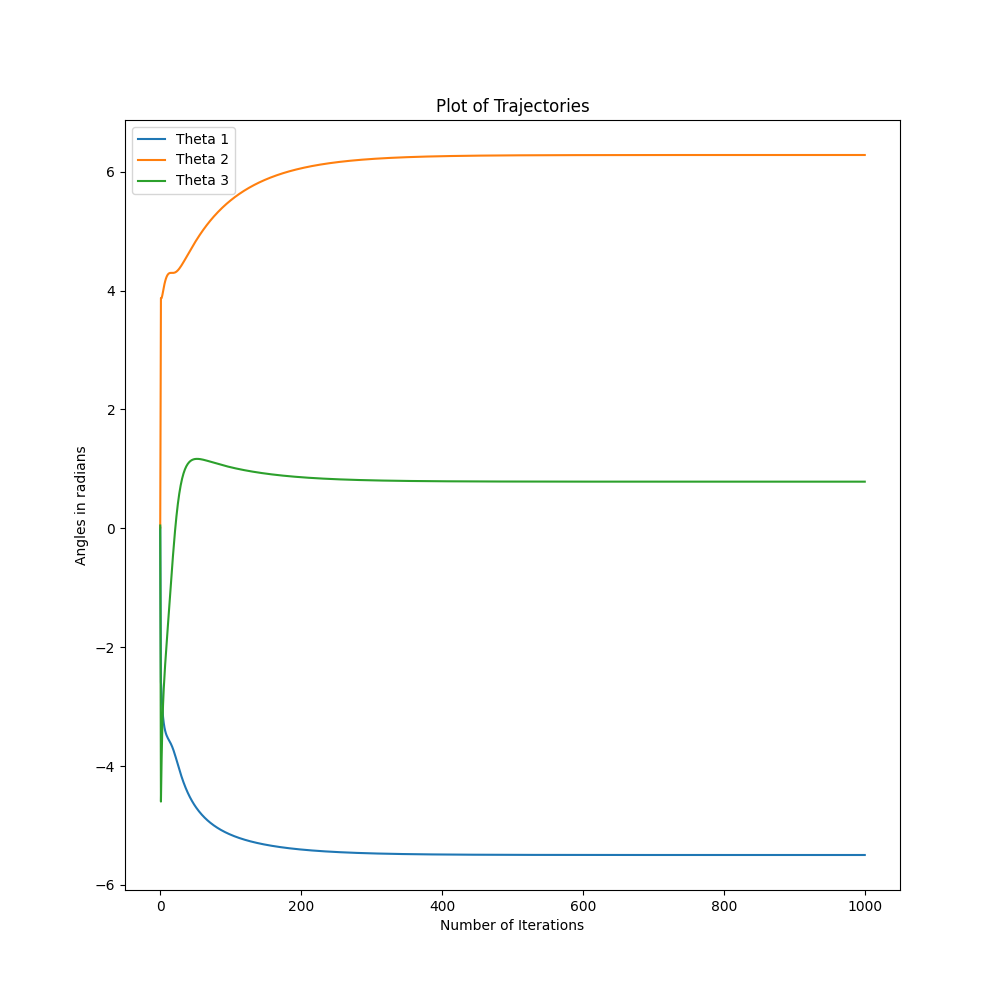 Plot of Trajectories
Theta 1
Theta 2
Theta 3
6
4
2
0
−2
−4
−6
Angles in radians
0 200 400 600 800 1000
Number of Iterations